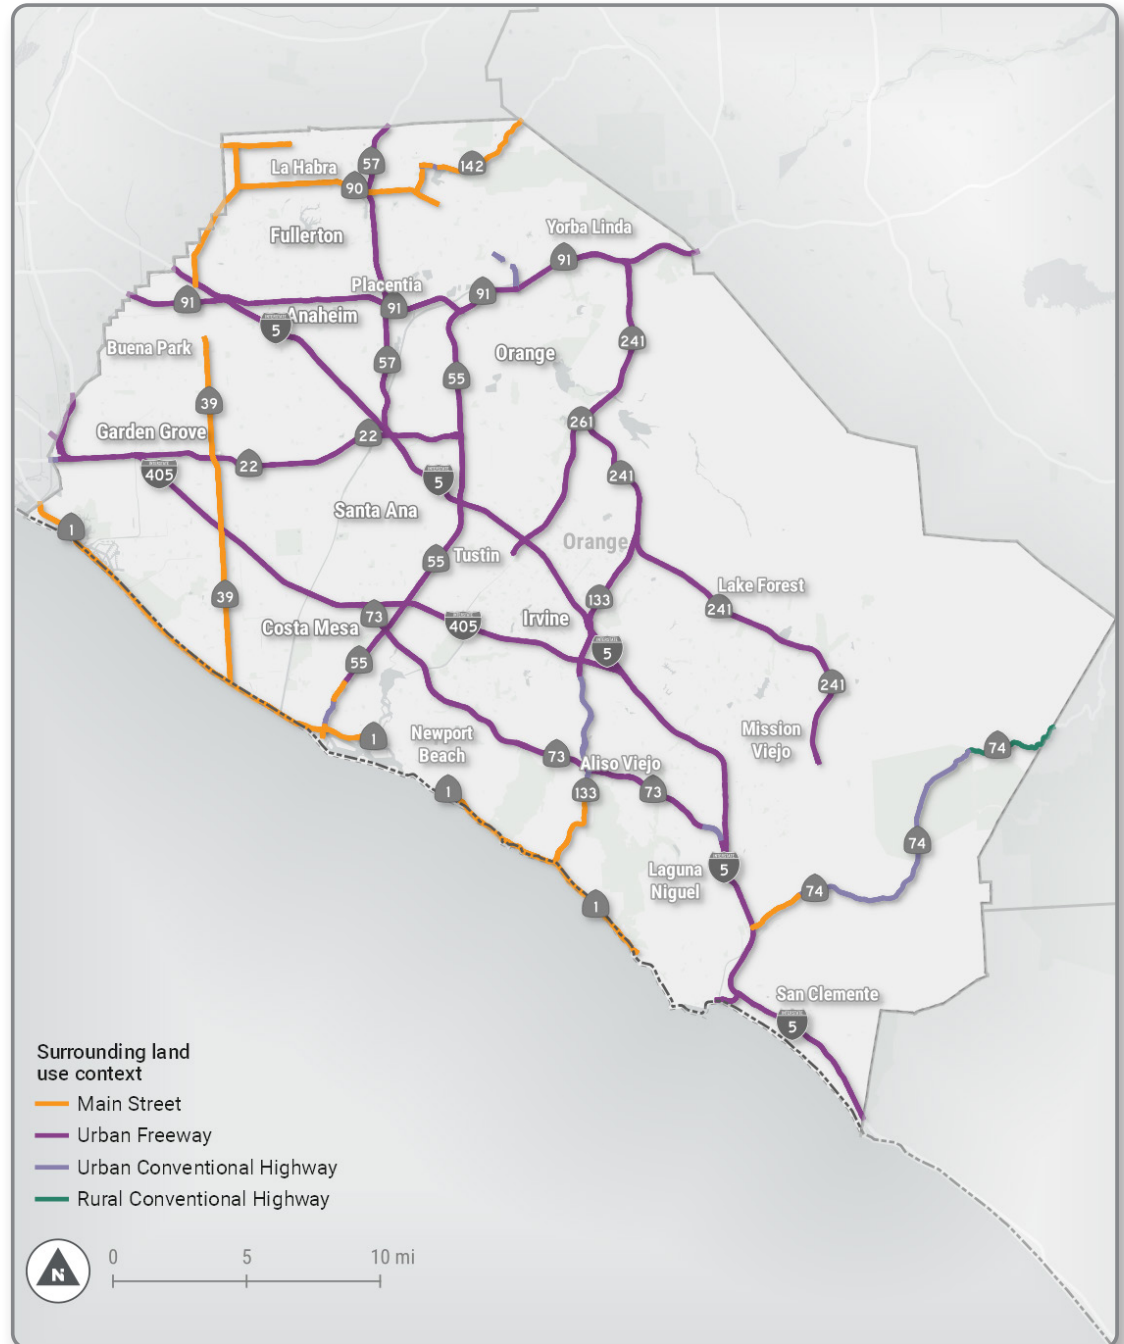 57
La Habra
142
90
Fullerton
Yorba Linda
91
Placentia
91
91
91
Anaheim
5
Buena Park
241
Orange
57
55
39
261
Garden Grove
22
22
405
5
241
Santa Ana
1
Orange
55
Tustin
Lake Forest
39
133
241
73
Irvine
405
Costa Mesa
5
55
241
Newport
Beach
Mission
Viejo
1
74
73
Aliso Viejo
1
133
73
74
Laguna
Niguel
5
74
1
San Clemente
5
Surrounding land
use context
Main Street
Urban Freeway
Urban Conventional Highway
Rural Conventional Highway
N
0 5 10 mi